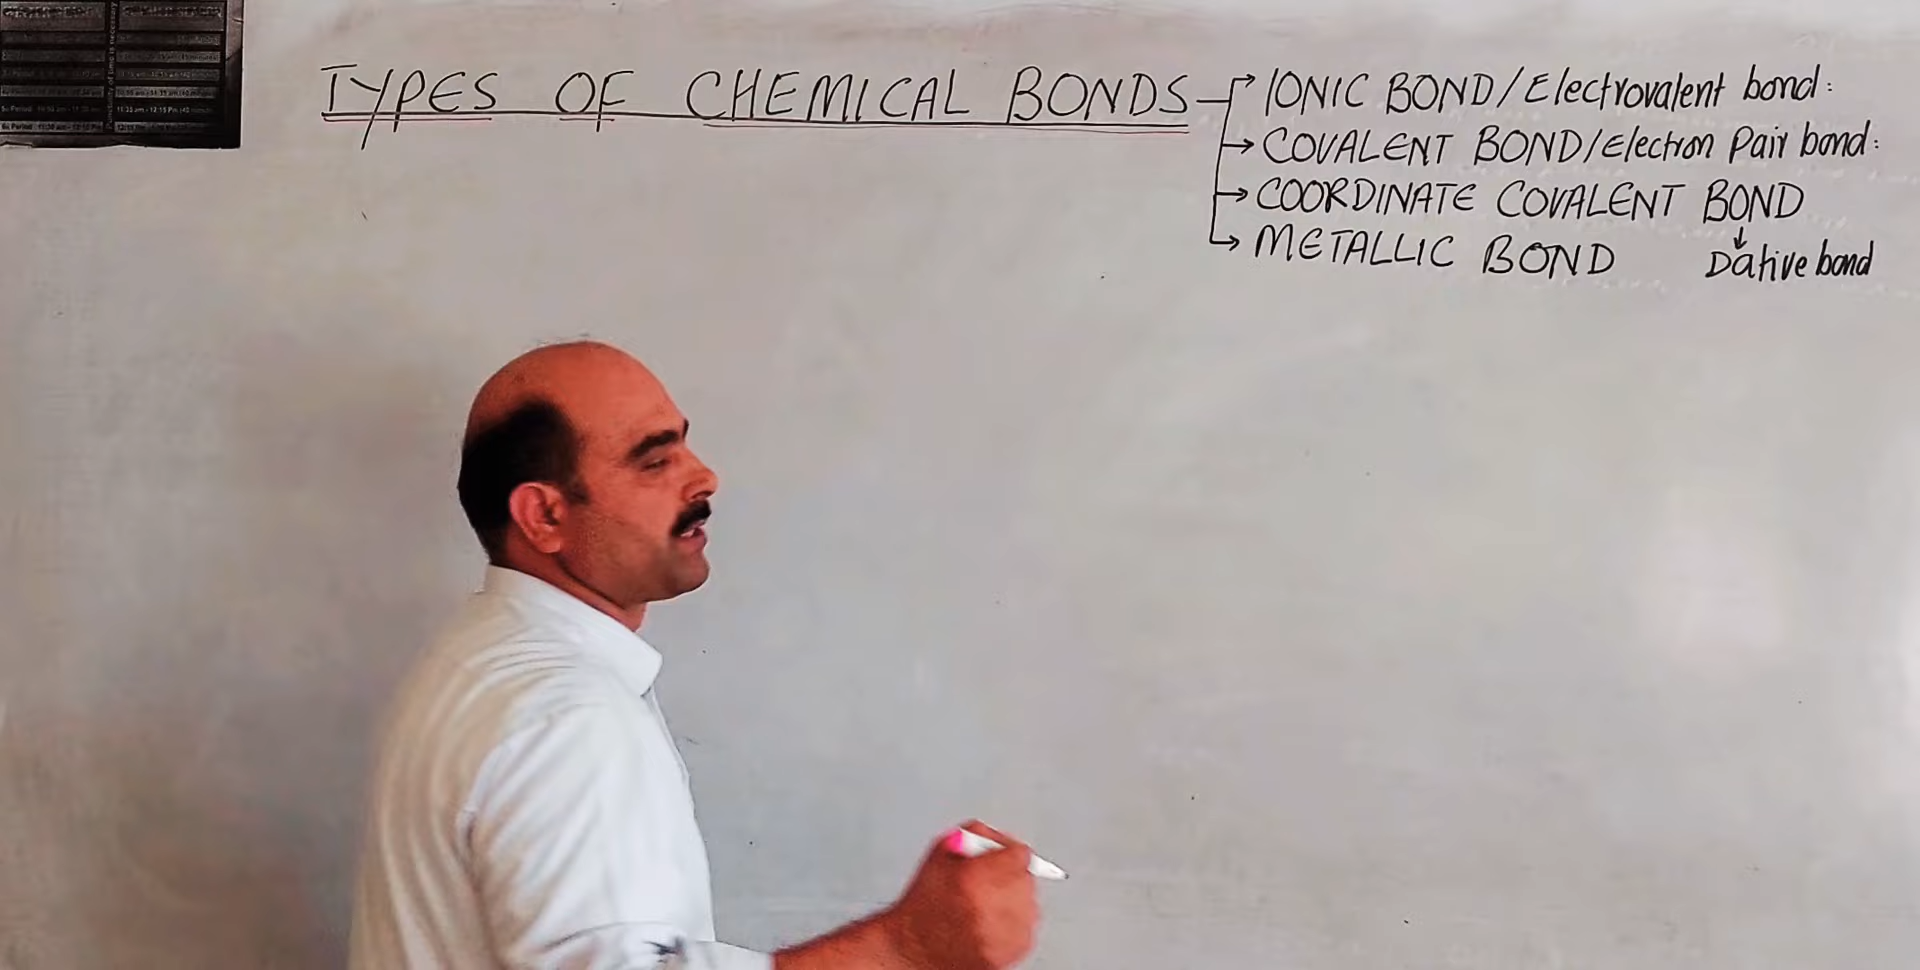 TYPES OF CHEMICAL BONDS
IONIC BOND/Electrovalent bond:
COVALENT BOND/Electron Pair bond:
COORDINATE COVALENT BOND
METALLIC BOND
Dative bond